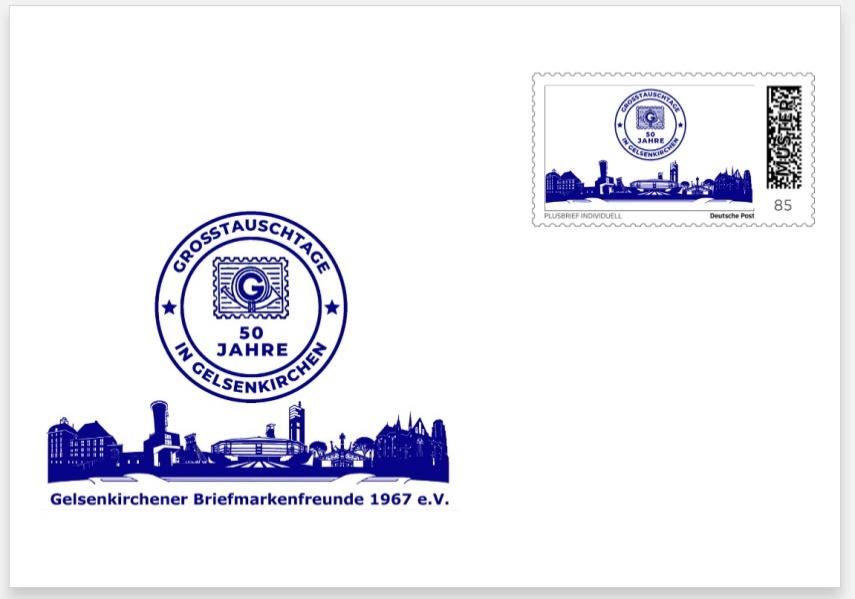 GROSSTAUSCHTAGE
G
50
JAHRE
IN GELSENKIRCHEN
MUSTER
PLUSBRIEF INDIVIDUELL
Deutsche Post
85
GROSSTAUSCHTAGE
G
50
JAHRE
IN GELSENKIRCHEN
Gelsenkirchener Briefmarkenfreunde 1967 e.V.